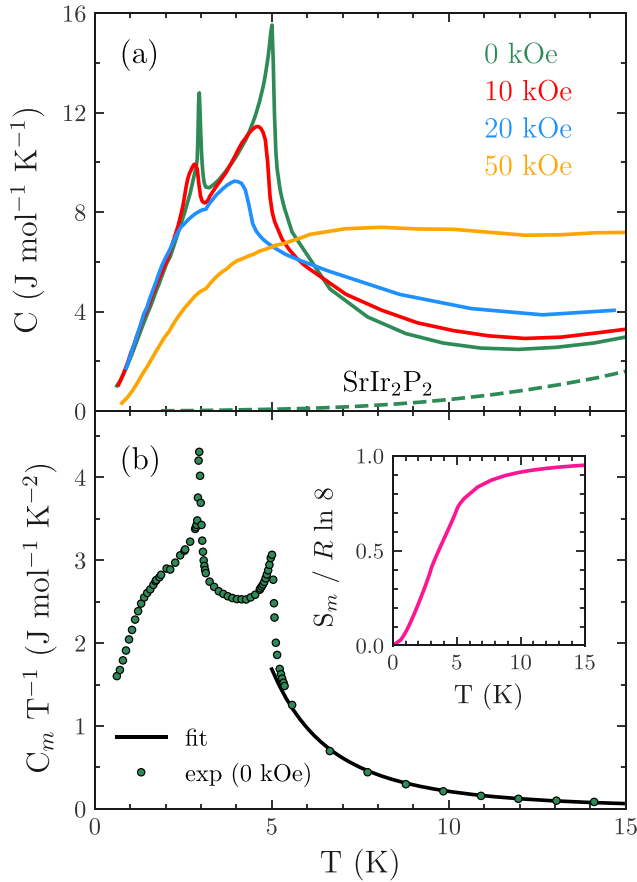 (a)
0 kOe
10 kOe
20 kOe
50 kOe
SrIr₂P₂
C (J mol⁻¹ K⁻¹)
16
12
8
4
0
(b)
C_m T⁻¹ (J mol⁻¹ K⁻²)
4
3
2
1
0
fit
exp (0 kOe)
S_m / R ln 8
1.0
0.5
0.0
0 5 10 15
T (K)
0 5 10 15
T (K)